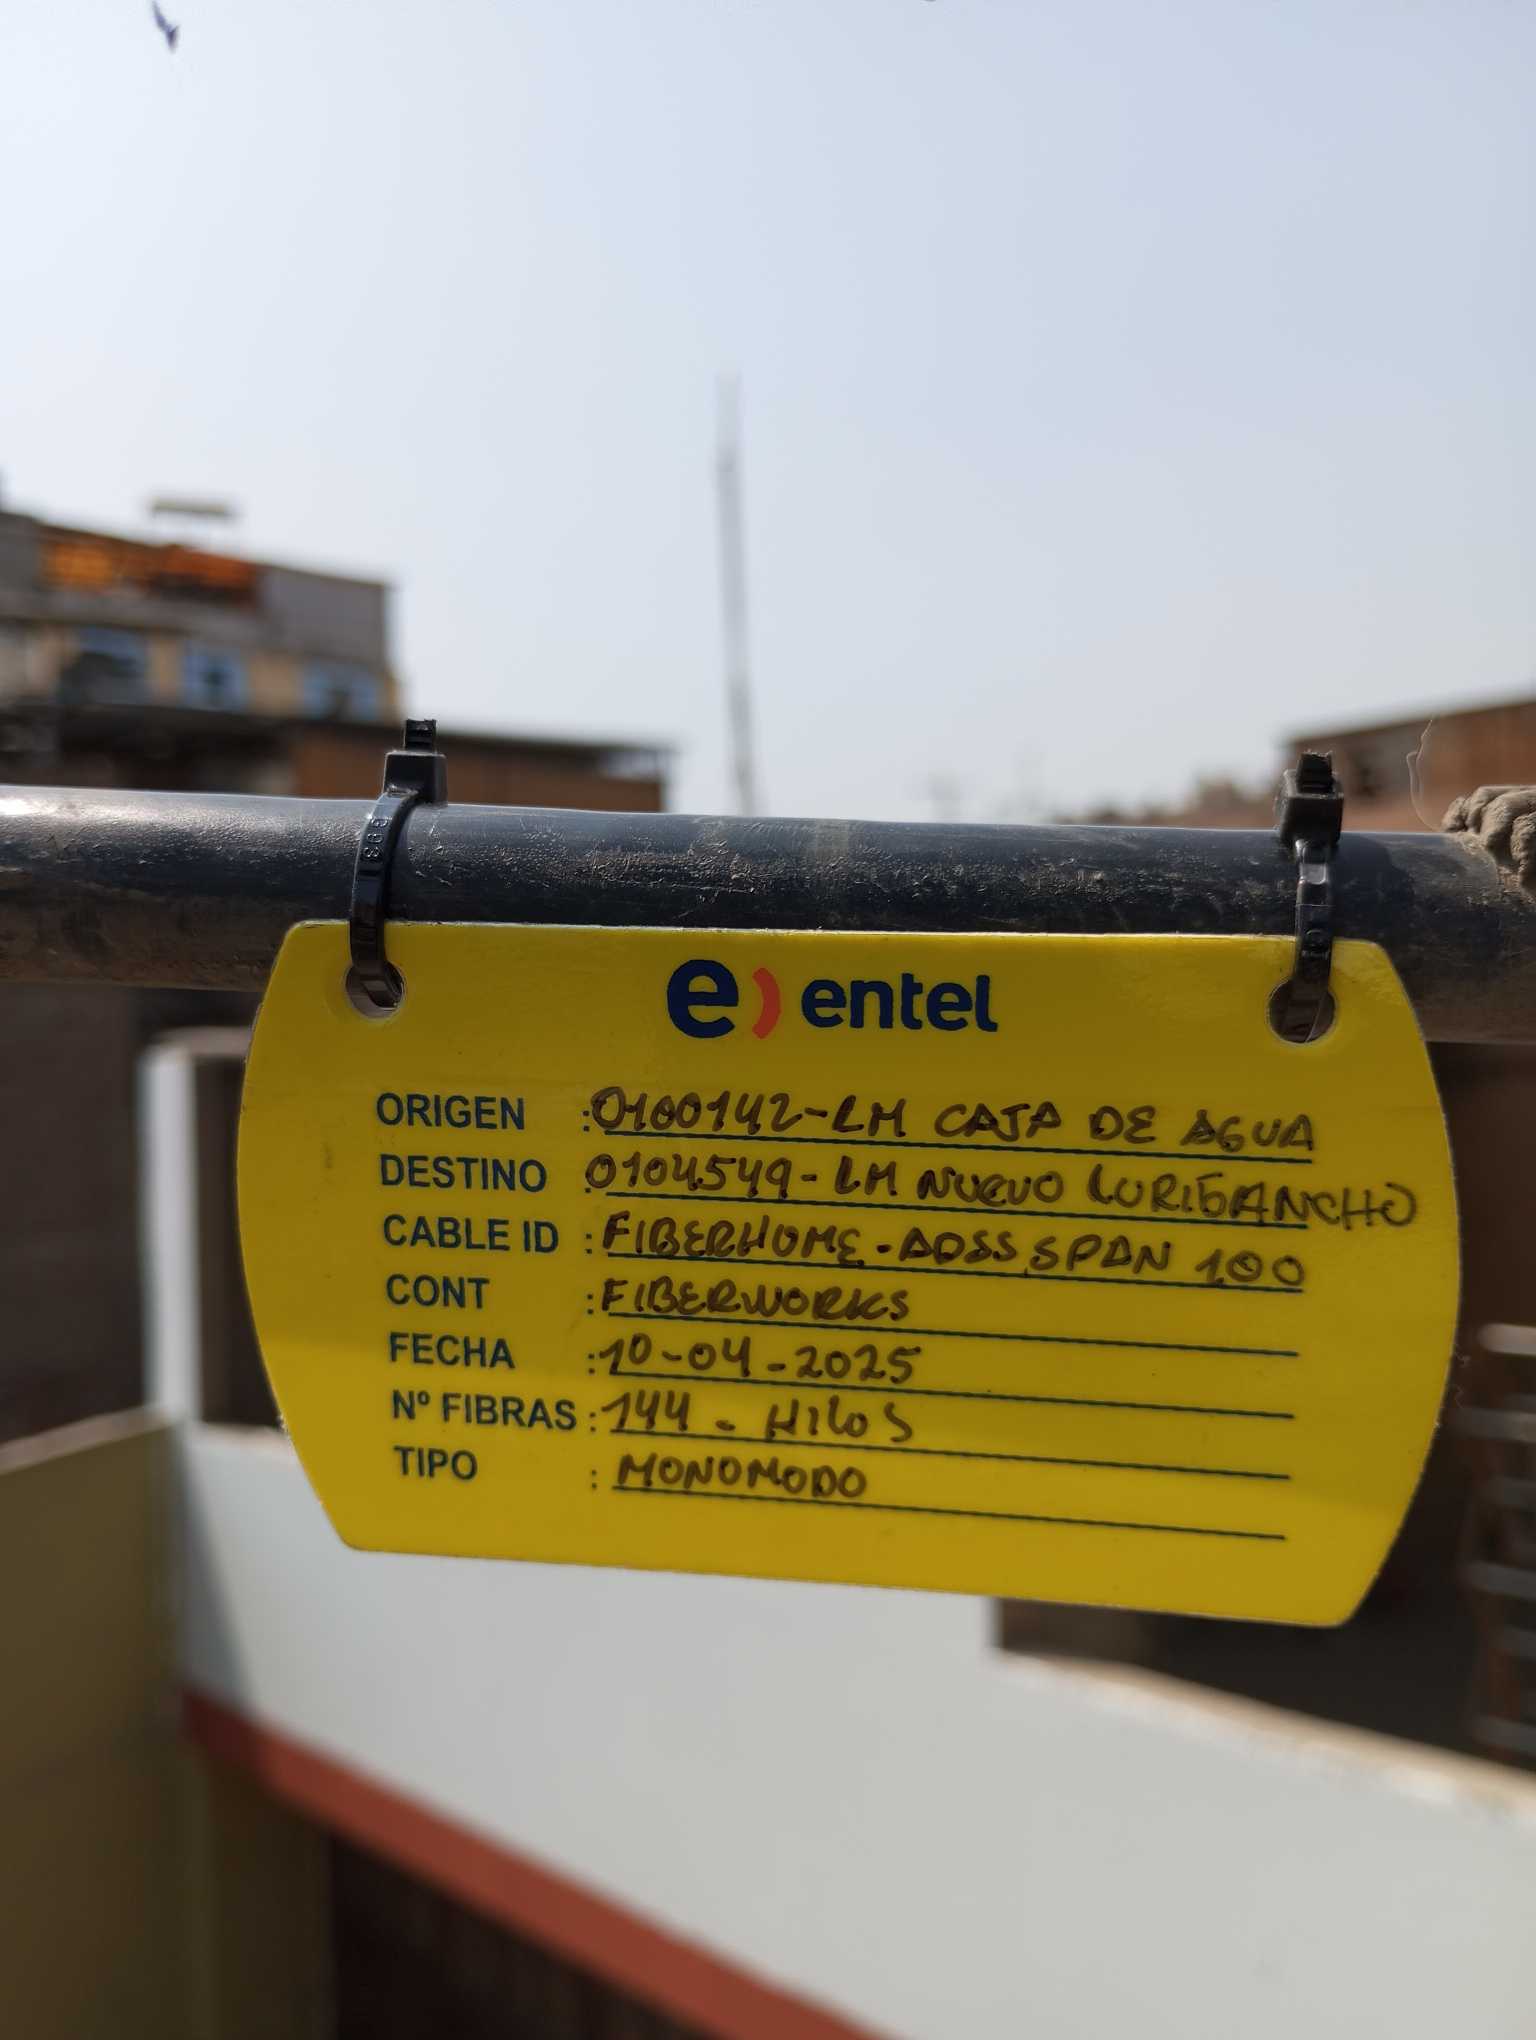 e) entel
ORIGEN : 0100142-LM CAJA DE AGUA
DESTINO : 0104549-LM NUEVO LURIGANCHO
CABLE ID : FIBERHOME-ADSS SPAN 100
CONT : FIBERWORKS
FECHA : 10-04-2025
Nº FIBRAS : 144-HILOS
TIPO : MONOMODO